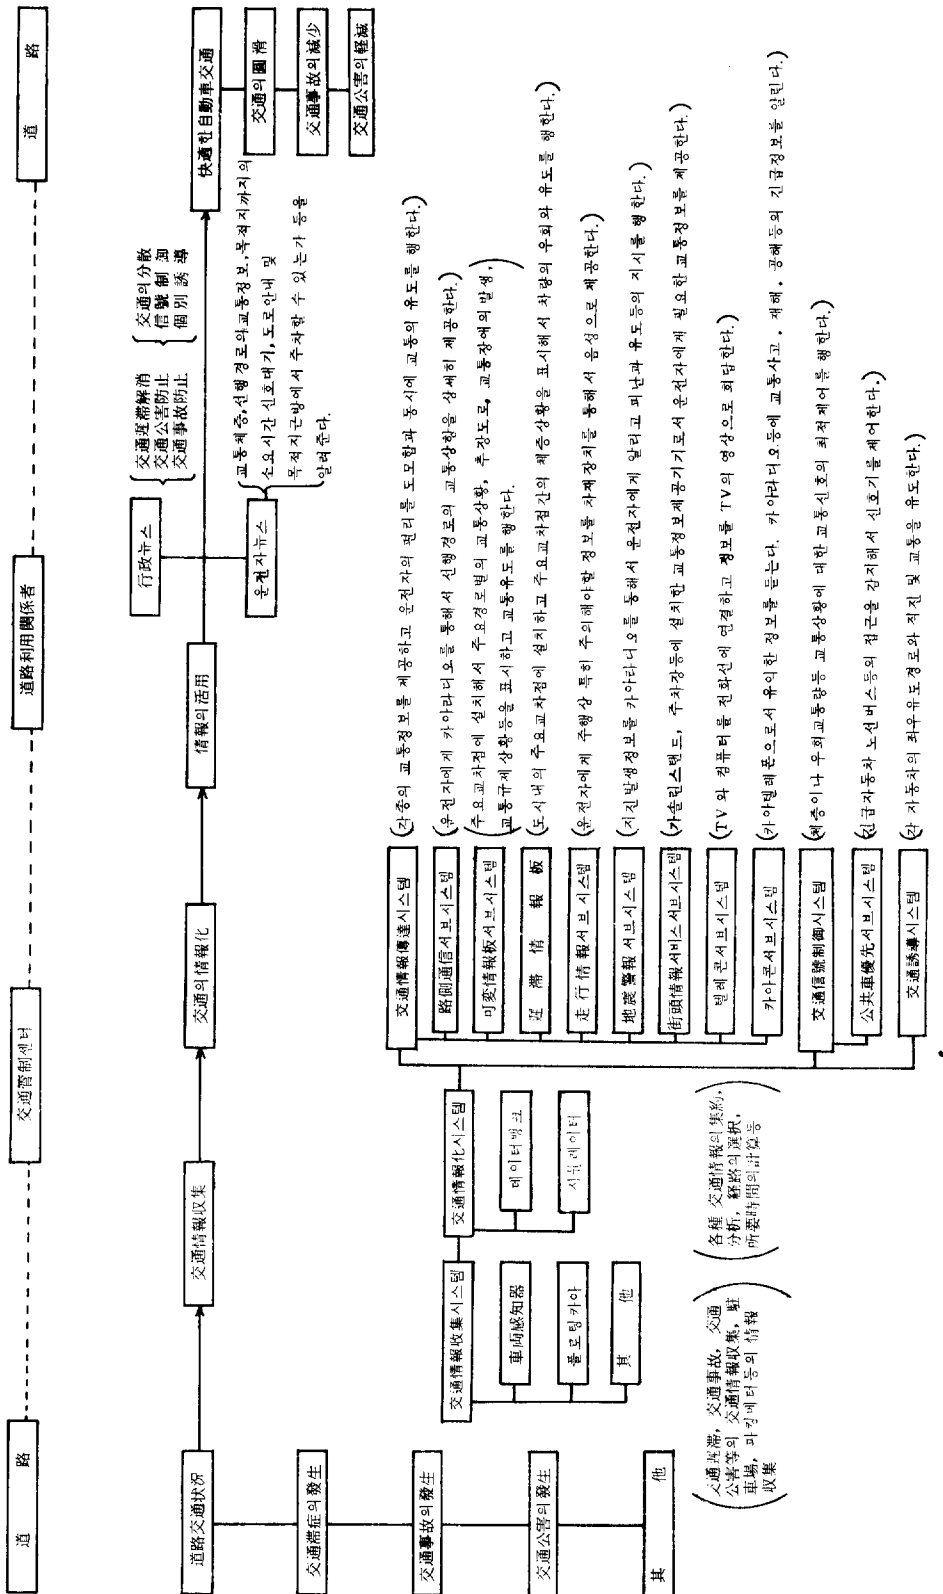 道 路
交通管制센터
道路利用関係者
道 路
道路交通状況
交通情報収集
交通의情報化
情報의活用
快適한自動車交通
交通滞症의發生
交通事故의發生
交通公害의發生
其 他
行政뉴스
交通遅滞解消
交通公害防止
交通事故防止
交通의分散
信號制御
個別誘導
운전자뉴스
교통체증,선행경로의교통정보,목적지까지의
소요시간 신호대기,도로안내 및
목적지근방에서 주차할 수 있는가 등을
알려준다.
交通의圓滑
交通事故의減少
交通公害의軽減
交通情報収集시스템
車両感知器
플로팅카아
其 他
(交通遅滞, 交通事故, 交通
公害等의 交通情報収集, 駐
車場, 파킹메터등의 情報
収集)
交通情報化시스템
데이터뱅크
시뮬레이터
(各種 交通情報의集約,
分析, 経路의選択,
所要時間의計算등)
交通情報傳達시스템
(각종의 교통정보를 제공하고 운전자의 편리를 도모함과 동시에 교통의 유도를 행한다.)
路側通信서브시스템
(운전자에게 카아라디오를 통해서 선행경로의 교통상항을 상세히 제공한다.)
可変情報板서브시스템
(주요교차점에 설치해서 주요경로별의 교통상황, 추장도로, 교통장애의발생,
교통규제상황등을 표시하고 교통유도를 행한다.)
遅 滞 情 報 板
(도시내의 주요교차점에 설치하고 주요교차점간의 체증상황을 표시해서 차량의 우회와 유도를 행한다.)
走行情報서브시스템
(운전자에게 주행상 특히 주의해야할 정보를 차재장치를 통해서 음성으로 제공한다.)
地震警報서브시스템
(지진발생정보를 카아라디오를 통해서 운전자에게 알리고 피난과 유도등의 지시를 행한다.)
街頭情報서비스서브시스템
(가솔린스탠드, 주차장등에 설치한 교통정보제공기기로서 운전자에게 필요한 교통정보를 제공한다.)
텔레콘서브시스템
(TV와 컴퓨터를 전화선에 연결하고 정보를 TV의 영상으로 회답한다.)
카아콘서브시스템
(카아텔레폰으로서 유익한 정보를 듣는다. 카아라디오등에 교통사고, 재해, 공해등의 긴급정보를 알린다.)
交通信號制御시스템
(체증이나 우회교통량등 교통상황에 대한 교통신호의 최적제어를 행한다.)
公共車優先서브시스템
(긴급자동차 노선버스등의 접근을 감지해서 신호기를 제어한다.)
交通誘導시스템
(각 자동차의 좌우유도경로와 직진 및 교통을 유도한다.)